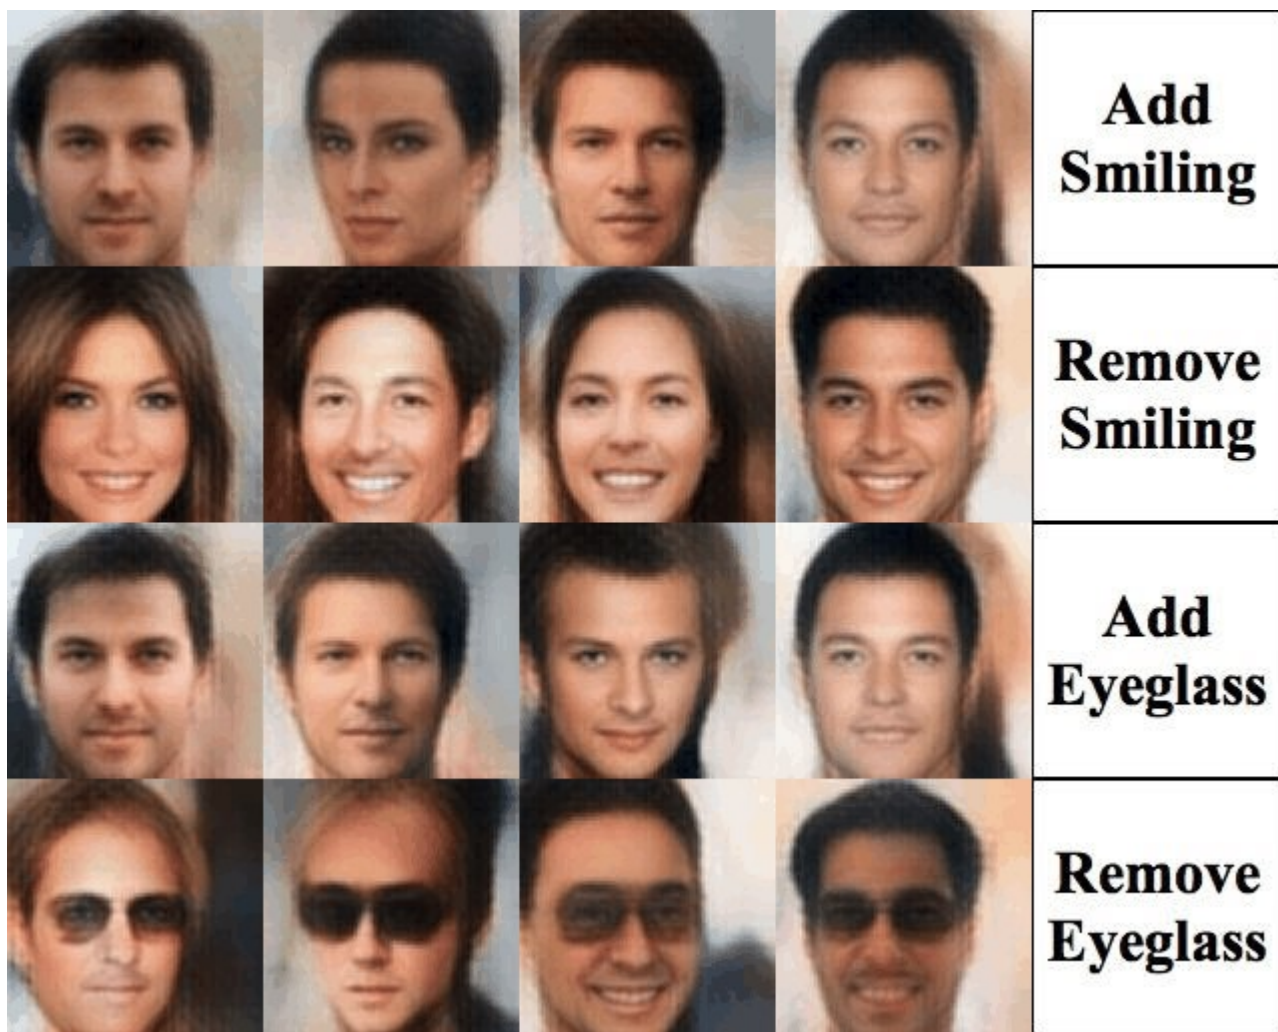 Add
Smiling
Remove
Smiling
Add
Eyeglass
Remove
Eyeglass